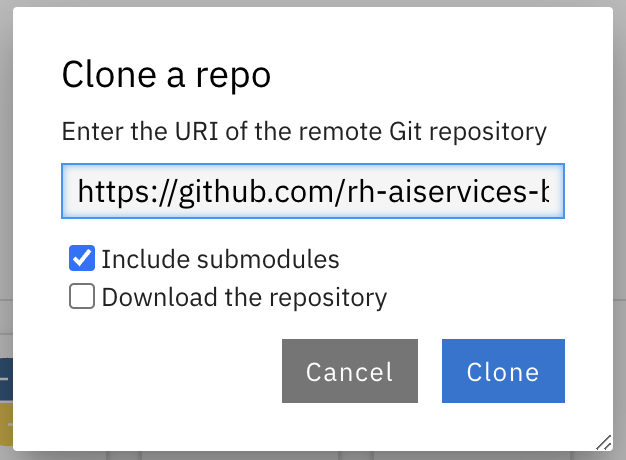 Clone a repo
Enter the URI of the remote Git repository
https://github.com/rh-aiservices-b
Include submodules
Download the repository
Cancel
Clone